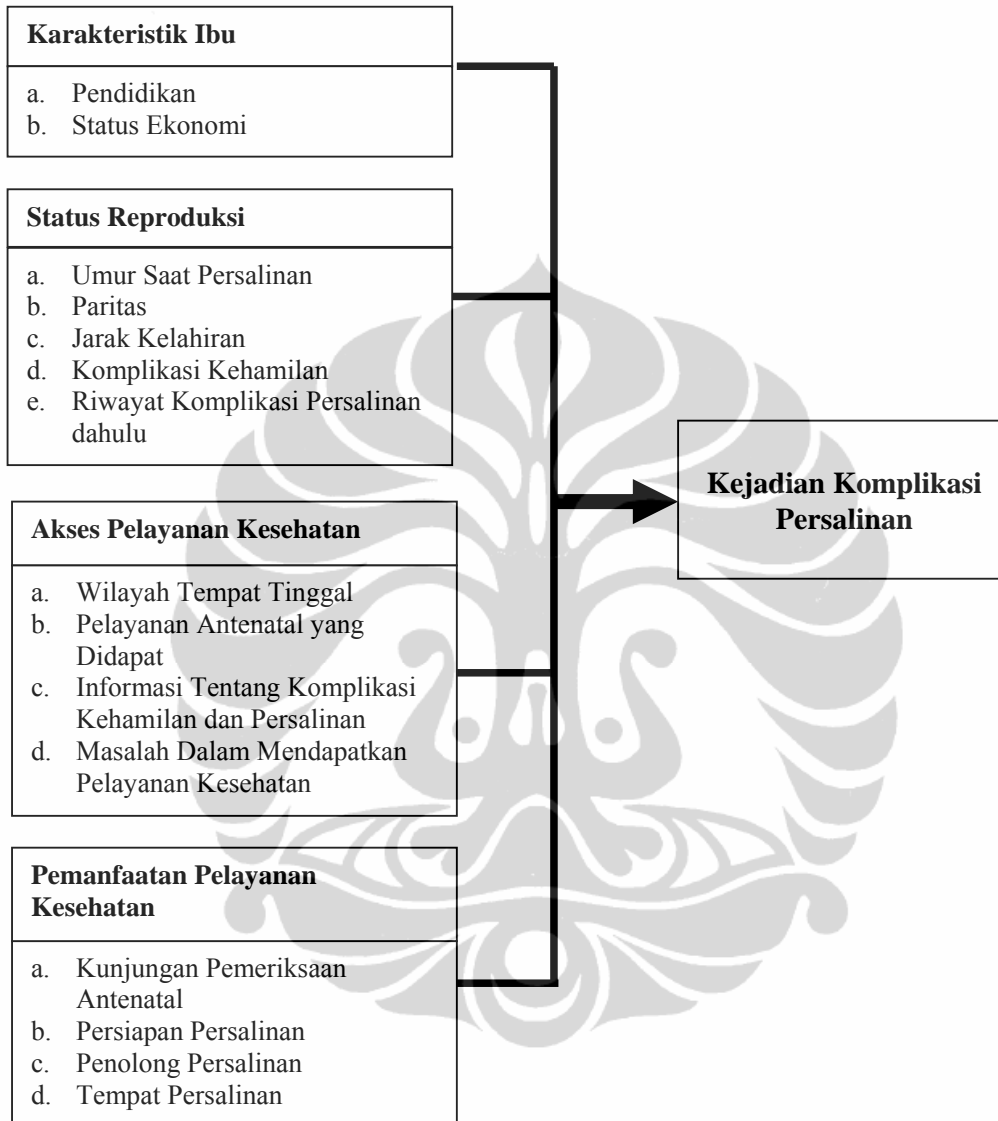 Karakteristik Ibu
a. Pendidikan
b. Status Ekonomi
Status Reproduksi
a. Umur Saat Persalinan
b. Paritas
c. Jarak Kelahiran
d. Komplikasi Kehamilan
e. Riwayat Komplikasi Persalinan
dahulu
Akses Pelayanan Kesehatan
a. Wilayah Tempat Tinggal
b. Pelayanan Antenatal yang
Didapat
c. Informasi Tentang Komplikasi
Kehamilan dan Persalinan
d. Masalah Dalam Mendapatkan
Pelayanan Kesehatan
Pemanfaatan Pelayanan
Kesehatan
a. Kunjungan Pemeriksaan
Antenatal
b. Persiapan Persalinan
c. Penolong Persalinan
d. Tempat Persalinan
Kejadian Komplikasi
Persalinan